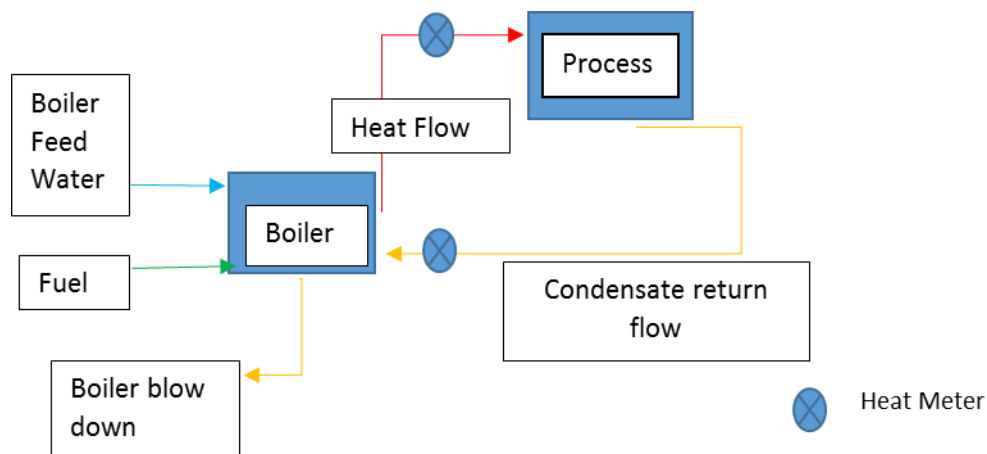 Process
Boiler
Feed
Water
Heat Flow
Boiler
Fuel
Condensate return
flow
Boiler blow
down
Heat Meter